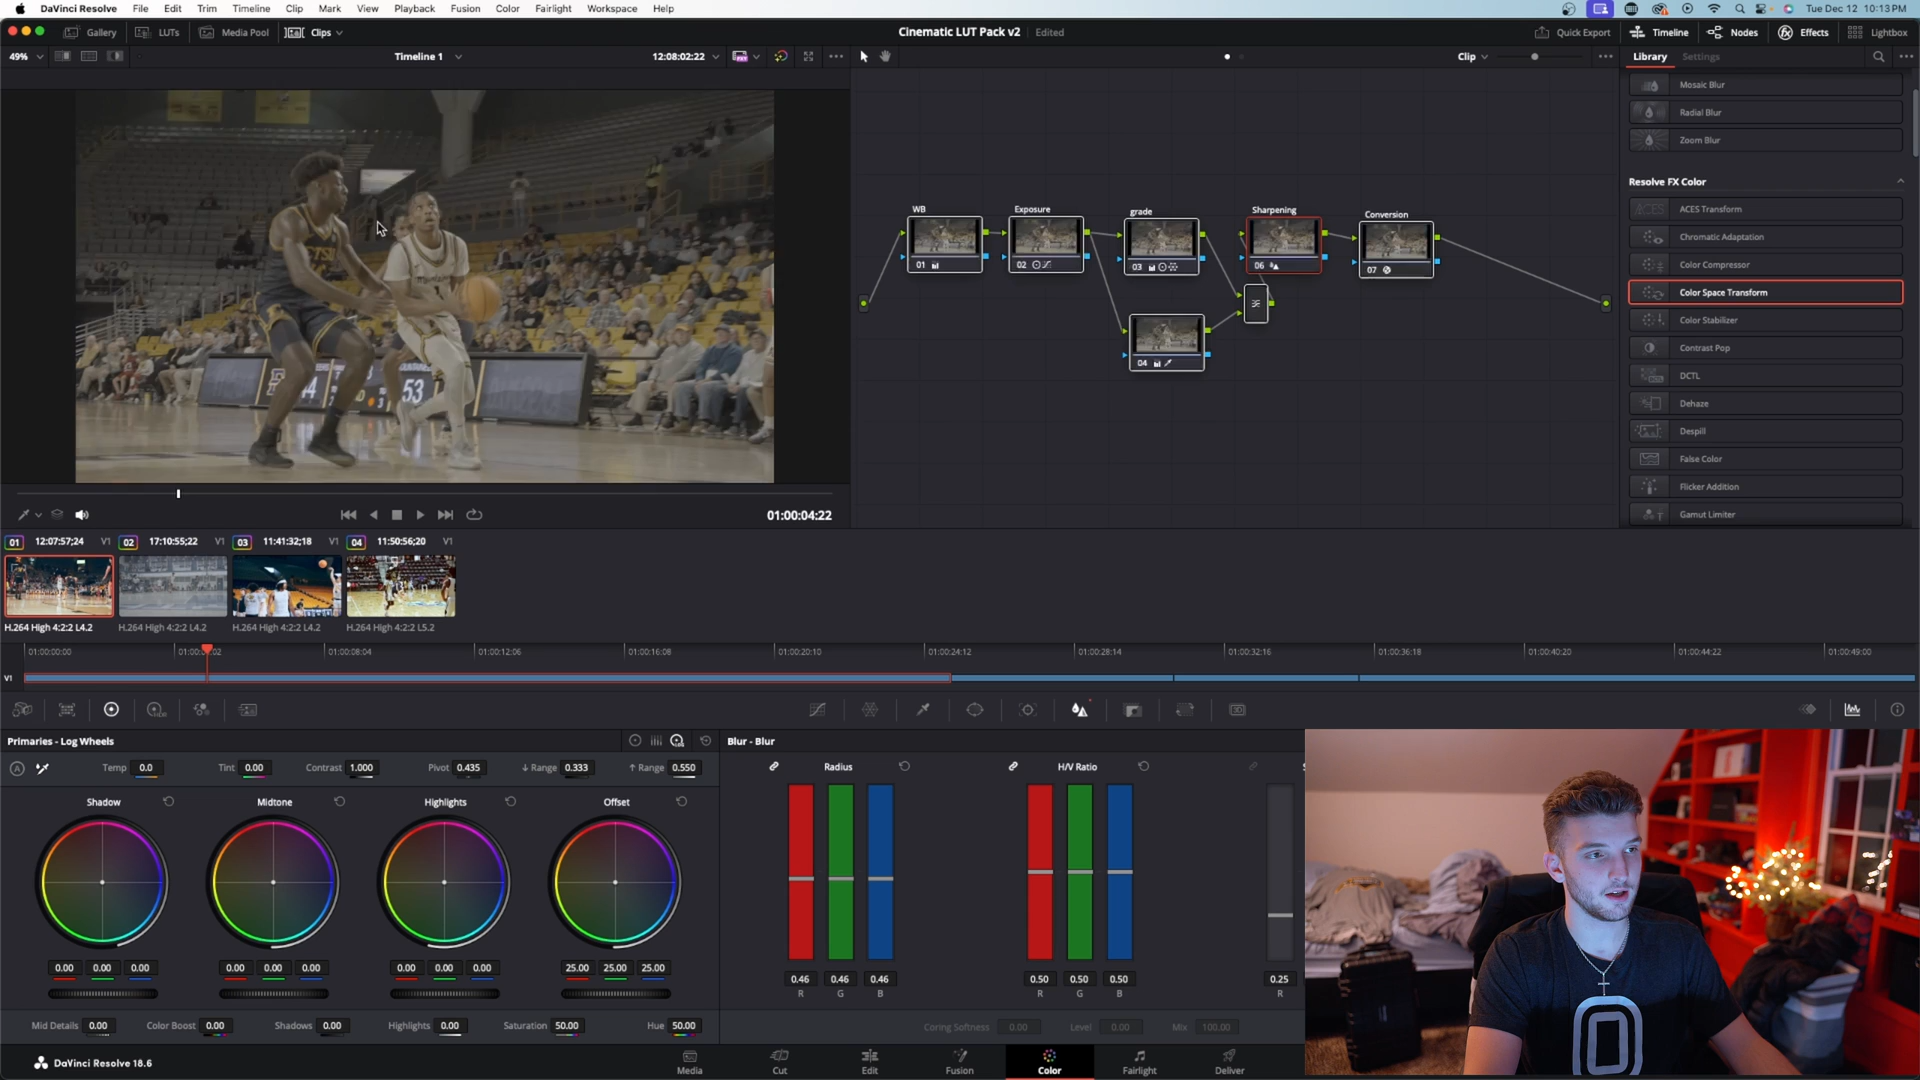 DaVinci Resolve File Edit Trim Timeline Clip Mark View Playback Fusion Color Fairlight Workspace Help Tue Dec 12 10:13 PM
Gallery LUTs Media Pool Clips Cinematic LUT Pack v2 Edited Quick Export Timeline Nodes Effects Lightbox
49% Timeline 1 12:08:02:22 Clip Library Settings
Mosaic Blur
Radial Blur
Zoom Blur
Resolve FX Color
ACES Transform
Chromatic Adaptation
Color Compressor
Color Space Transform
Color Stabilizer
Contrast Pop
DCTL
Dehaze
Despill
False Color
Flicker Addition
Gamut Limiter
WB Exposure grade Sharpening Conversion
01 02 03 06 07
04
44 53
01:00:04:22
01 12:07:57;24 V1 02 17:10:55;22 V1 03 11:41:32;18 V1 04 11:50:56;20 V1
H.264 High 4:2:2 L4.2 H.264 High 4:2:2 L4.2 H.264 High 4:2:2 L4.2 H.264 High 4:2:2 L5.2
01:00:00:00 01:00:08:04 01:00:12:06 01:00:16:08 01:00:20:10 01:00:24:12 01:00:28:14 01:00:32:16 01:00:36:18 01:00:40:20 01:00:44:22 01:00:49:00
V1
Primaries - Log Wheels Blur - Blur
Temp 0.0 Tint 0.00 Contrast 1.000 Pivot 0.435 ↓ Range 0.333 ↑ Range 0.550 Radius H/V Ratio
Shadow Midtone Highlights Offset
0.00 0.00 0.00 0.00 0.00 0.00 0.00 0.00 0.00 25.00 25.00 25.00
0.46 0.46 0.46 0.50 0.50 0.50 0.25
R G B R G B R
Mid Details 0.00 Color Boost 0.00 Shadows 0.00 Highlights 0.00 Saturation 50.00 Hue 50.00
Coring Softness 0.00 Level 0.00 Mix 100.00
DaVinci Resolve 18.6 Media Cut Edit Fusion Color Fairlight Deliver